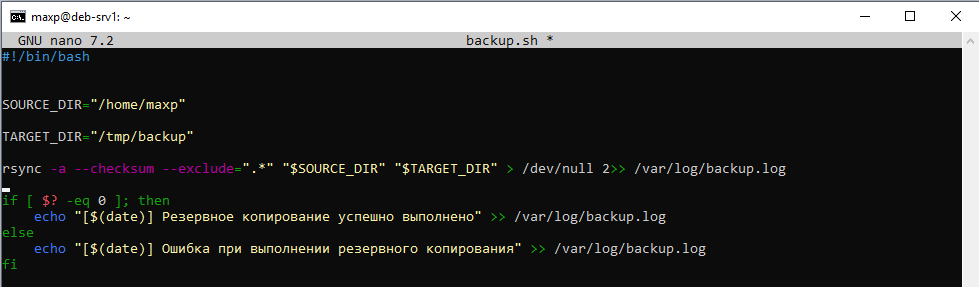 maxp@deb-srv1: ~
GNU nano 7.2 backup.sh *
#!/bin/bash
SOURCE_DIR="/home/maxp"
TARGET_DIR="/tmp/backup"
rsync -a --checksum --exclude=".*" "$SOURCE_DIR" "$TARGET_DIR" > /dev/null 2>> /var/log/backup.log
if [ $? -eq 0 ]; then
    echo "[$(date)] Резервное копирование успешно выполнено" >> /var/log/backup.log
else
    echo "[$(date)] Ошибка при выполнении резервного копирования" >> /var/log/backup.log
fi